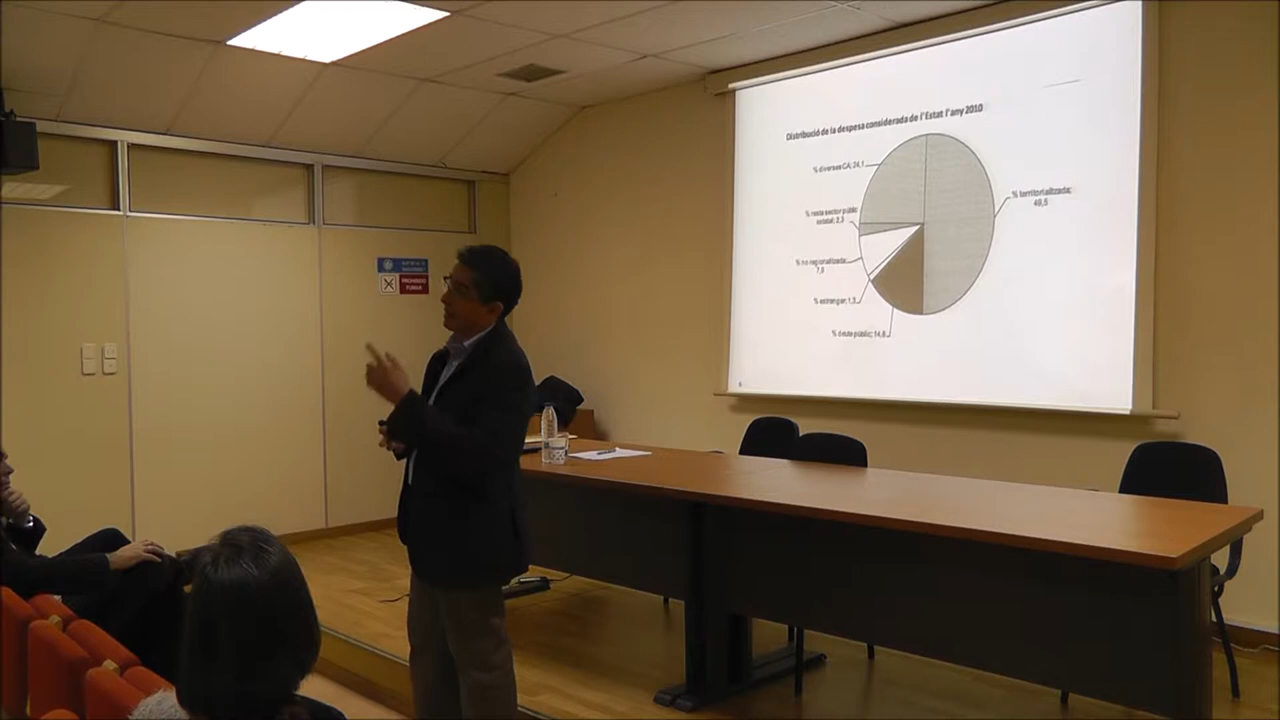 Distribució de la despesa considerada de l'Estat l'any 2010
% diverses CA; 24,1
% territorialitzada;
49,5
% resta sector públic
estatal; 2,3
% no regionalitzada;
7,8
% estranger; 1,3
% deute públic; 14,8
PROHIBIDO
FUMAR